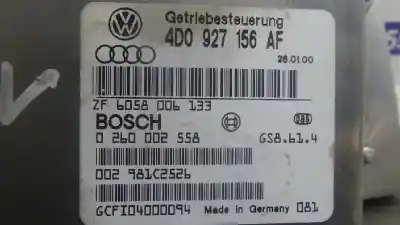 Getriebesteuerung
4D0 927 156 AF
26.01.00
ZF 6058 006 133
BOSCH
0 260 002 558
GS8.61.4
002 981C2526
GCFI04000094 Made in Germany 081